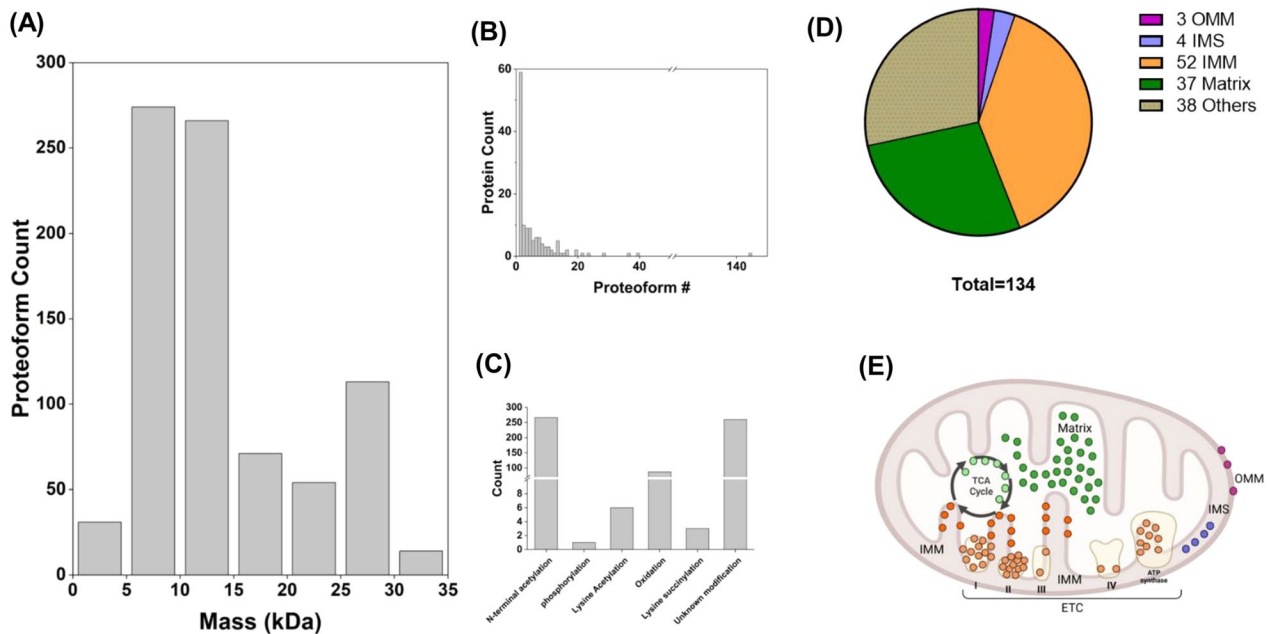 (A)
300
250
200
150
100
50
0
Proteoform Count
0 5 10 15 20 25 30 35
Mass (kDa)
(B)
60
40
20
0
Protein Count
0 20 40 140
Proteoform #
(C)
300
250
200
150
100
8
6
4
2
0
Count
N-terminal acetylation
phosphorylation
Lysine Acetylation
Oxidation
Lysine succinylation
Unknown modification
(D)
3 OMM
4 IMS
52 IMM
37 Matrix
38 Others
Total=134
(E)
Matrix
TCA
Cycle
OMM
IMS
IMM
IMM
ATP
synthase
I II III IV
ETC